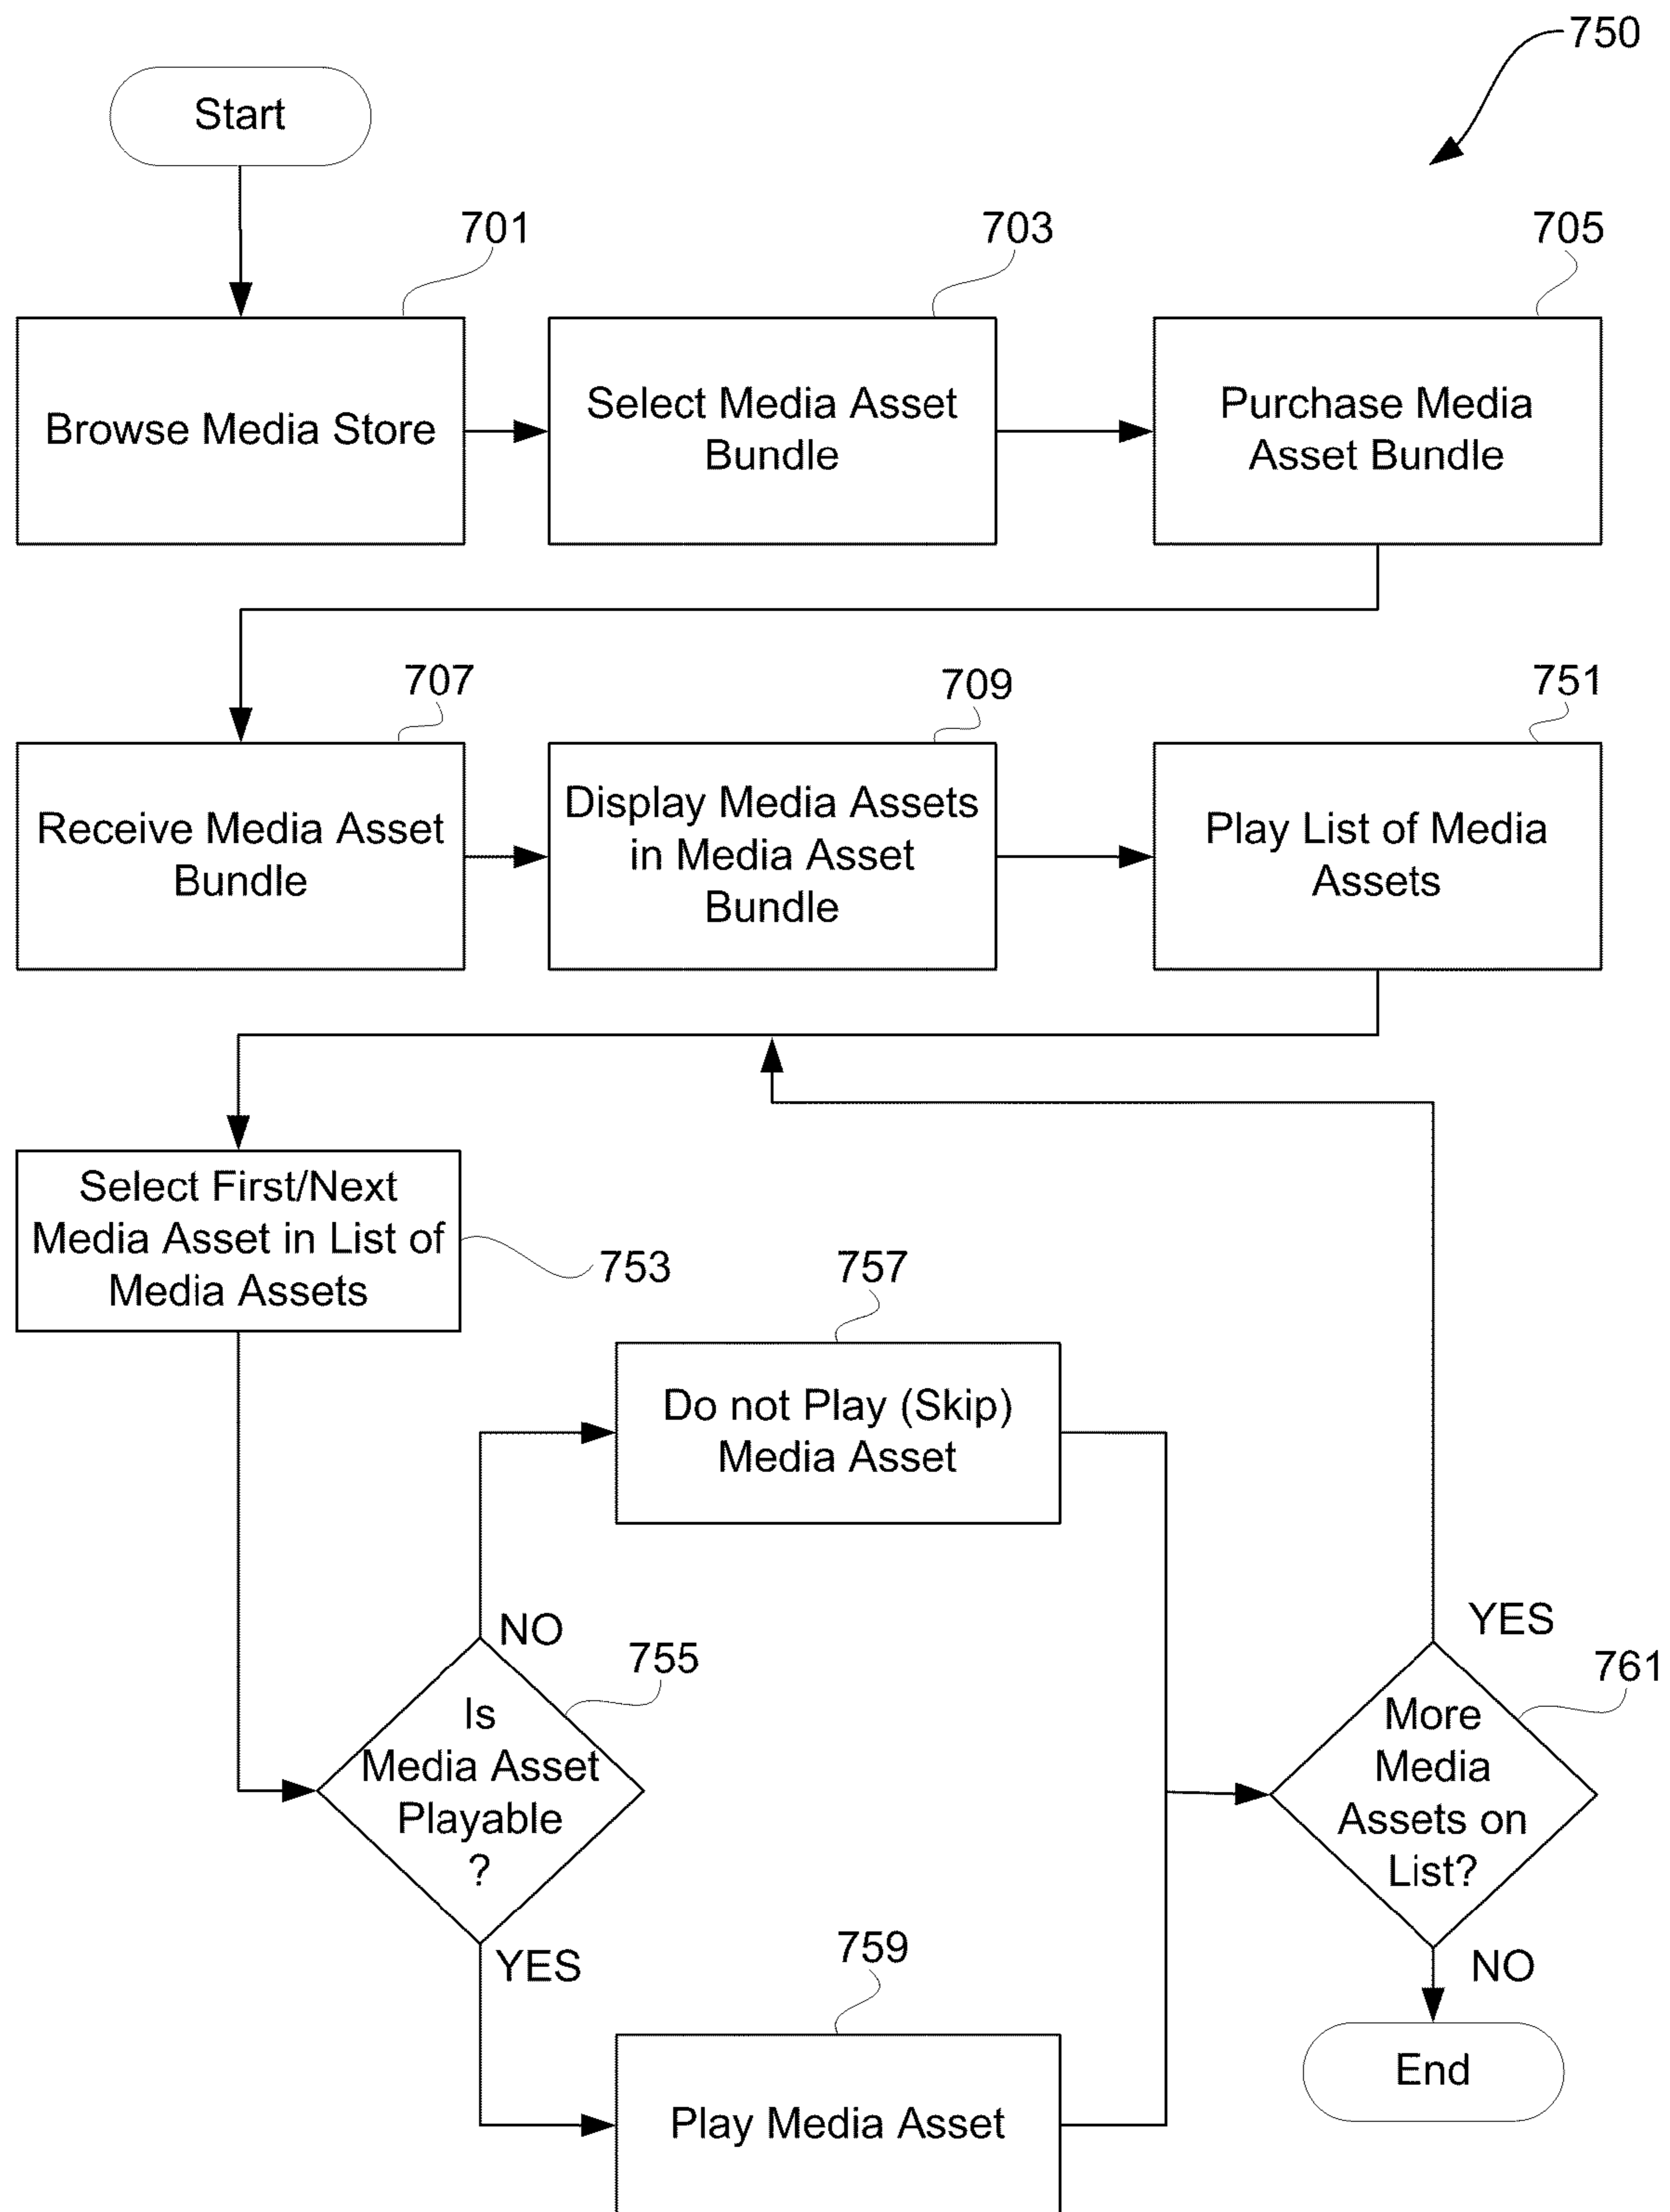 750
Start
701
703
705
Browse Media Store
Select Media Asset
Bundle
Purchase Media
Asset Bundle
707
709
751
Receive Media Asset
Bundle
Display Media Assets
in Media Asset
Bundle
Play List of Media
Assets
Select First/Next
Media Asset in List of
Media Assets
753
757
Do not Play (Skip)
Media Asset
NO
755
Is
Media Asset
Playable
?
YES
YES
761
More
Media
Assets on
List?
NO
759
Play Media Asset
End